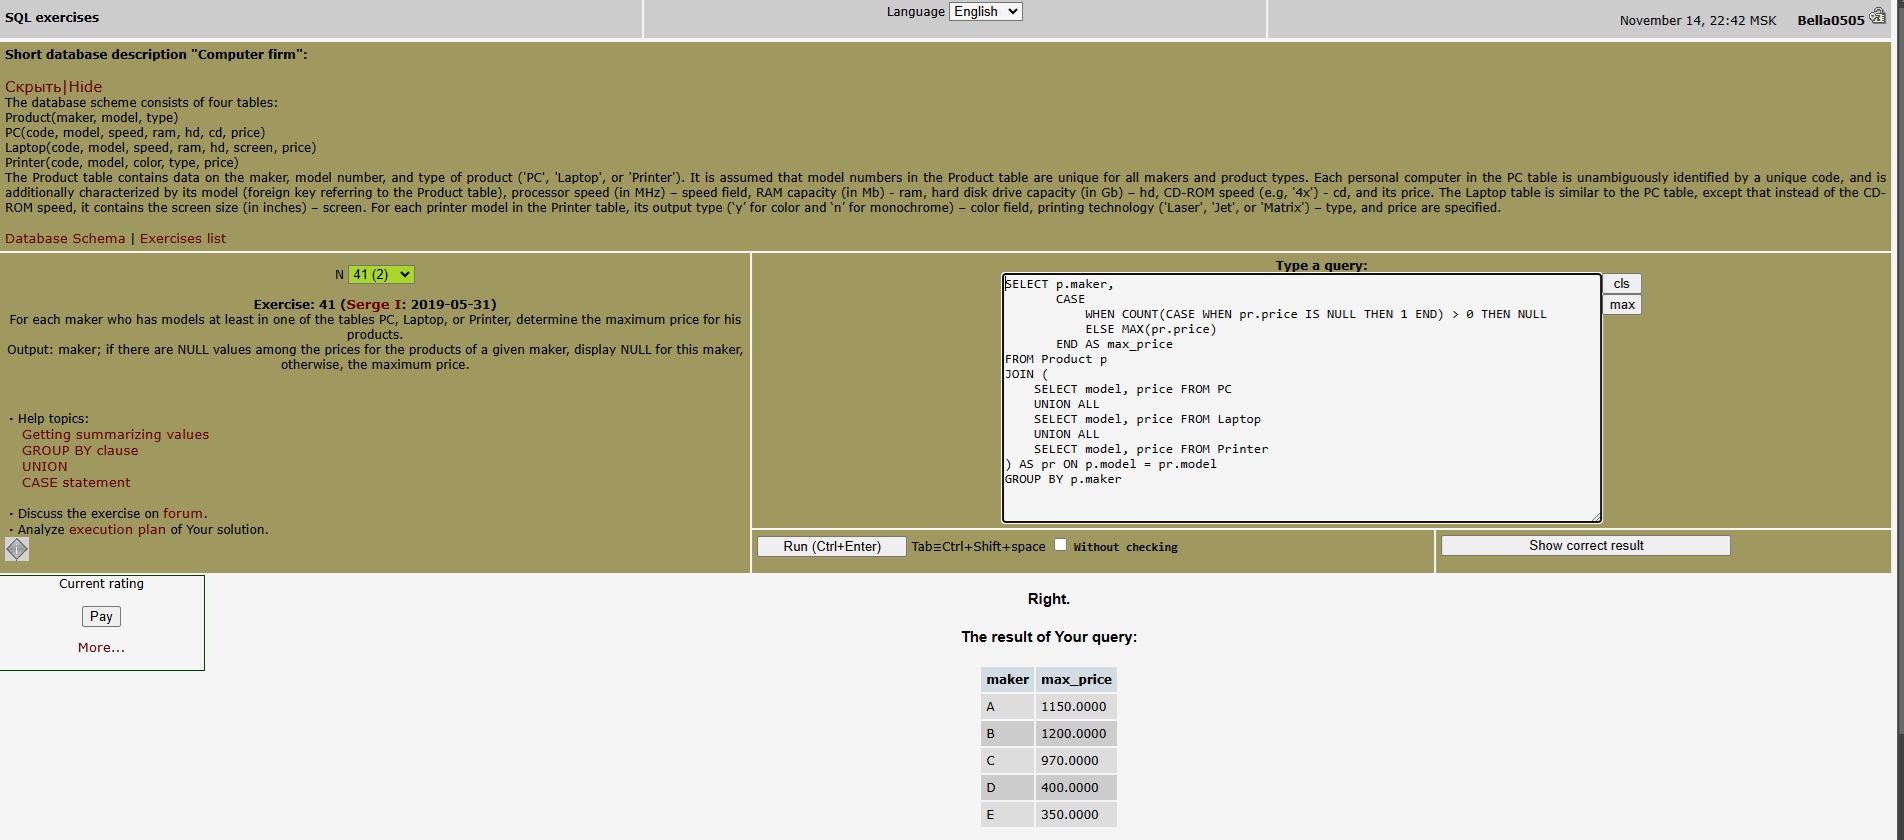 SQL exercises
Language English
November 14, 22:42 MSK Bella0505
Short database description "Computer firm":
Скрыть|Hide
The database scheme consists of four tables:
Product(maker, model, type)
PC(code, model, speed, ram, hd, cd, price)
Laptop(code, model, speed, ram, hd, screen, price)
Printer(code, model, color, type, price)
The Product table contains data on the maker, model number, and type of product ('PC', 'Laptop', or 'Printer'). It is assumed that model numbers in the Product table are unique for all makers and product types. Each personal computer in the PC table is unambiguously identified by a unique code, and is
additionally characterized by its model (foreign key referring to the Product table), processor speed (in MHz) – speed field, RAM capacity (in Mb) - ram, hard disk drive capacity (in Gb) – hd, CD-ROM speed (e.g, '4x') - cd, and its price. The Laptop table is similar to the PC table, except that instead of the CD-
ROM speed, it contains the screen size (in inches) – screen. For each printer model in the Printer table, its output type (‘y’ for color and ‘n’ for monochrome) – color field, printing technology ('Laser', 'Jet', or 'Matrix') – type, and price are specified.
Database Schema | Exercises list
N 41 (2)
Exercise: 41 (Serge I: 2019-05-31)
For each maker who has models at least in one of the tables PC, Laptop, or Printer, determine the maximum price for his
products.
Output: maker; if there are NULL values among the prices for the products of a given maker, display NULL for this maker,
otherwise, the maximum price.
· Help topics:
Getting summarizing values
GROUP BY clause
UNION
CASE statement
· Discuss the exercise on forum.
· Analyze execution plan of Your solution.
Type a query:
SELECT p.maker,
CASE
WHEN COUNT(CASE WHEN pr.price IS NULL THEN 1 END) > 0 THEN NULL
ELSE MAX(pr.price)
END AS max_price
FROM Product p
JOIN (
SELECT model, price FROM PC
UNION ALL
SELECT model, price FROM Laptop
UNION ALL
SELECT model, price FROM Printer
) AS pr ON p.model = pr.model
GROUP BY p.maker
cls
max
Run (Ctrl+Enter) Tab≡Ctrl+Shift+space Without checking
Show correct result
Current rating
Pay
More...
Right.
The result of Your query:
maker max_price
A 1150.0000
B 1200.0000
C 970.0000
D 400.0000
E 350.0000